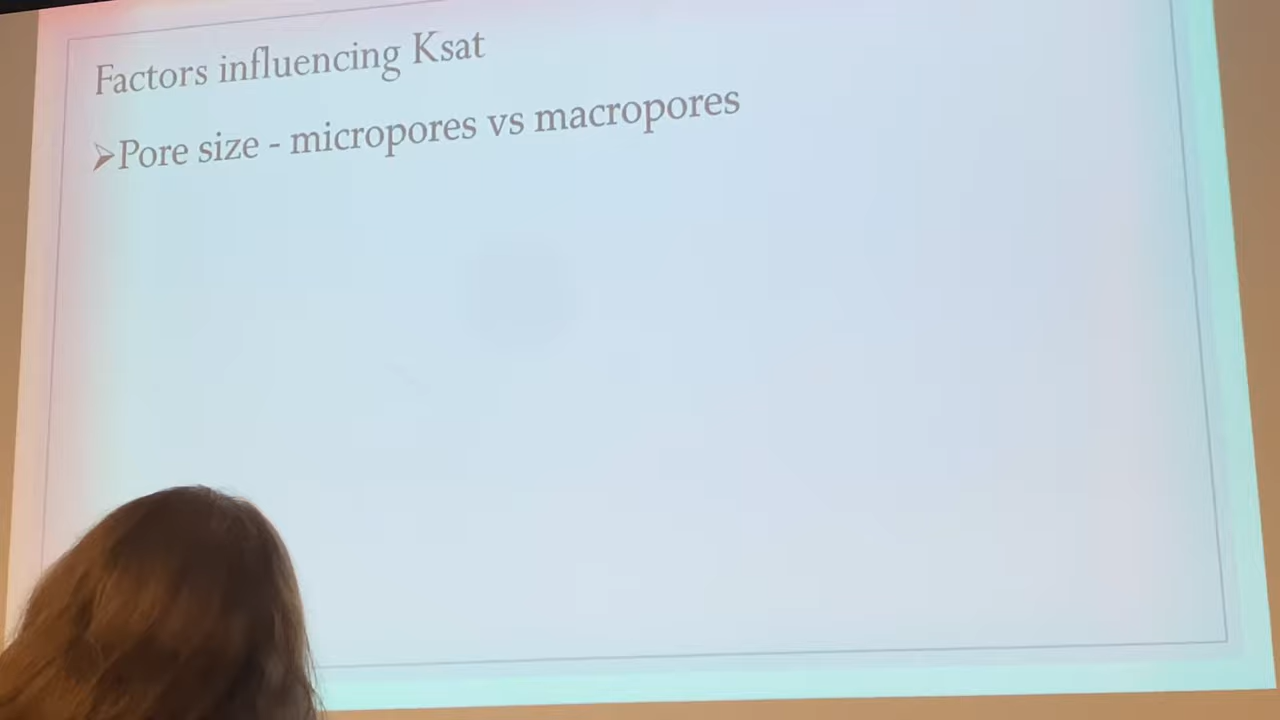 Factors influencing Ksat
➢Pore size - micropores vs macropores